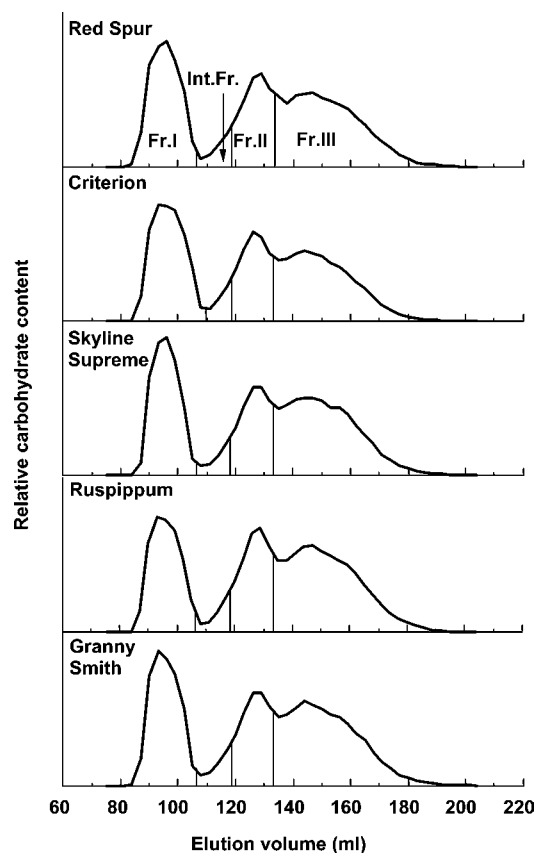 Red Spur
Int.Fr.
Fr.I
Fr.II
Fr.III
Criterion
Skyline
Supreme
Ruspippum
Granny
Smith
Relative carbohydrate content
60 80 100 120 140 160 180 200 220
Elution volume (ml)